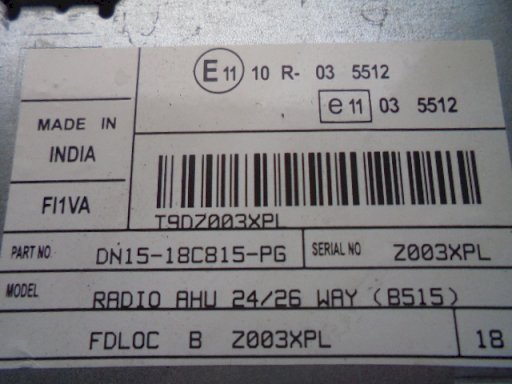 E11 10 R- 03 5512
e11 03 5512
MADE IN
INDIA
FI1VA
T9DZ003XPL
PART NO. DN15-18C815-PG SERIAL NO Z003XPL
MODEL RADIO AHU 24/26 WAY (B515)
FDLOC B Z003XPL 18